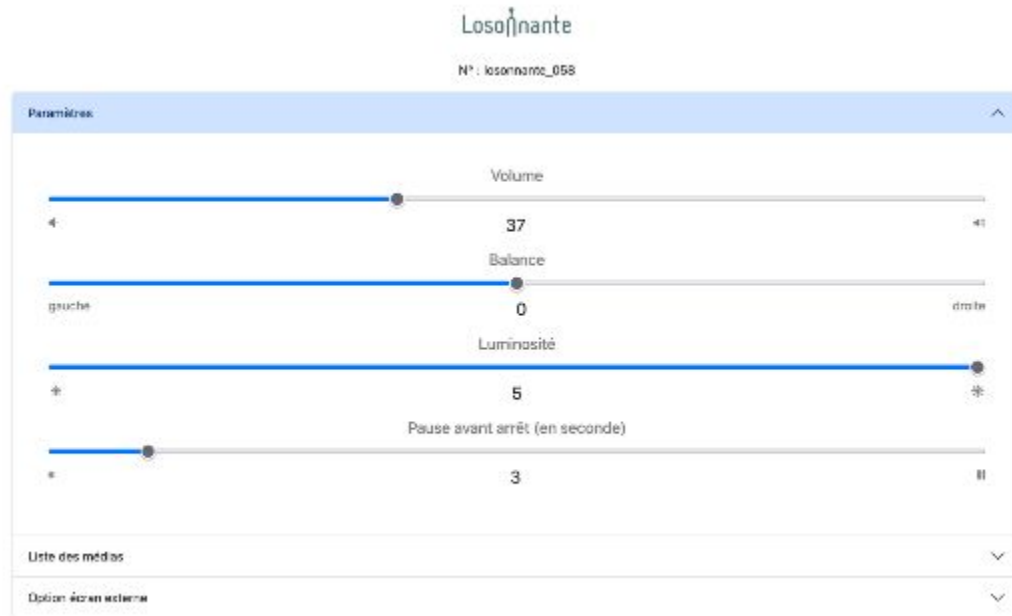 Losonnante
N° : losonnante_058
Paramètres
Volume
37
Balance
gauche 0 droite
Luminosité
5
Pause avant arrêt (en seconde)
3
Liste des médias
Option écran externe